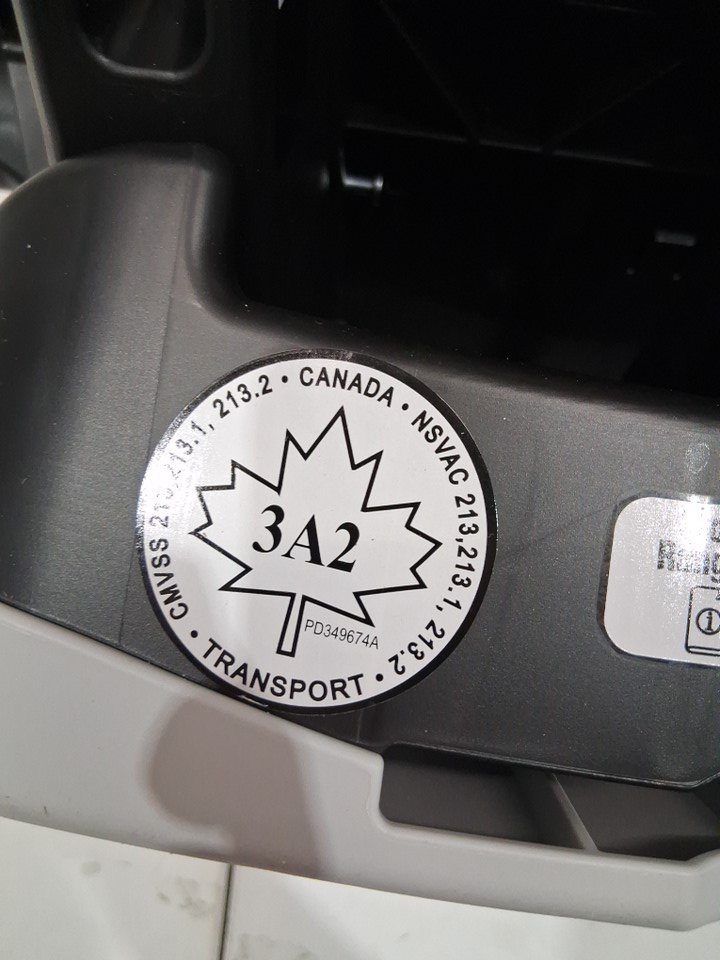 CMVSS 213, 213.1, 213.2 • CANADA • NSVAC 213,213.1, 213.2 • TRANSPORT •
3A2
PD349674A